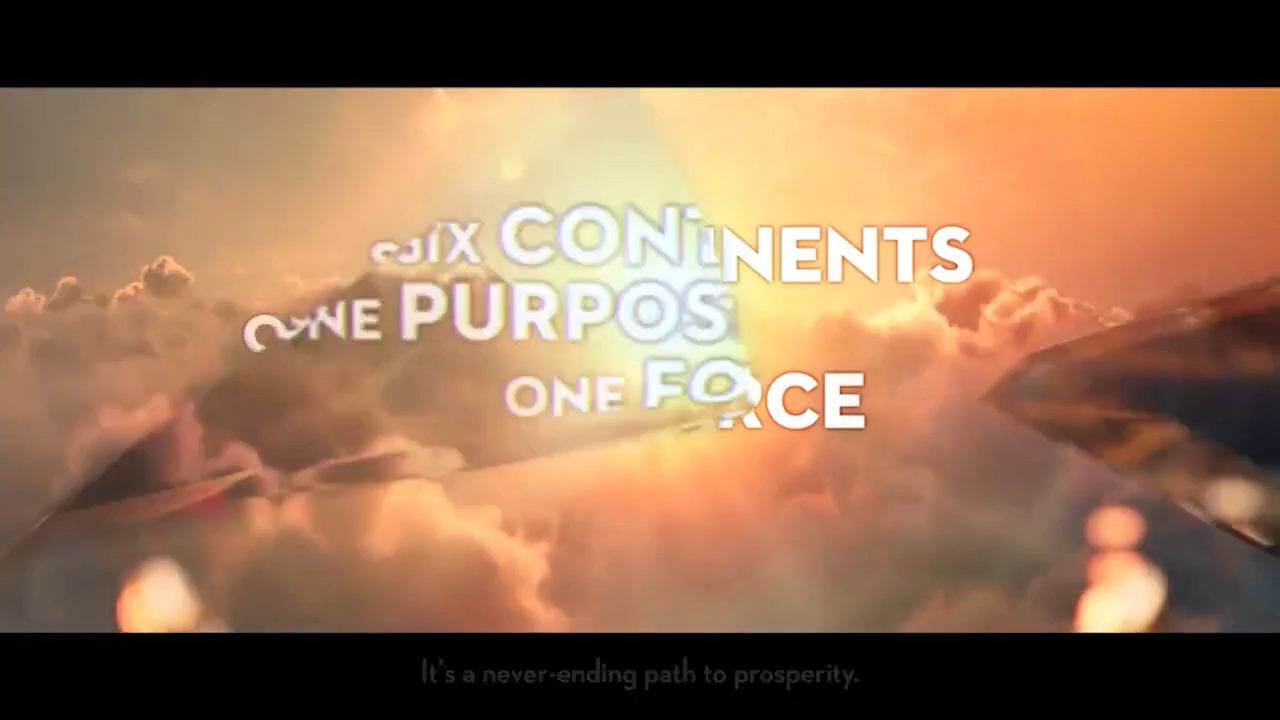 SIX CONTINENTS
ONE PURPOS
ONE FORCE
It's a never-ending path to prosperity.